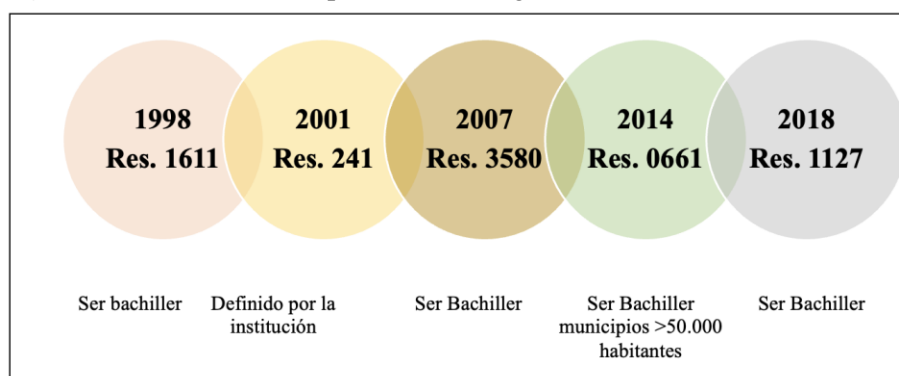 1998
Res. 1611
2001
Res. 241
2007
Res. 3580
2014
Res. 0661
2018
Res. 1127
Ser bachiller
Definido por la
institución
Ser Bachiller
Ser Bachiller
municipios >50.000
habitantes
Ser Bachiller